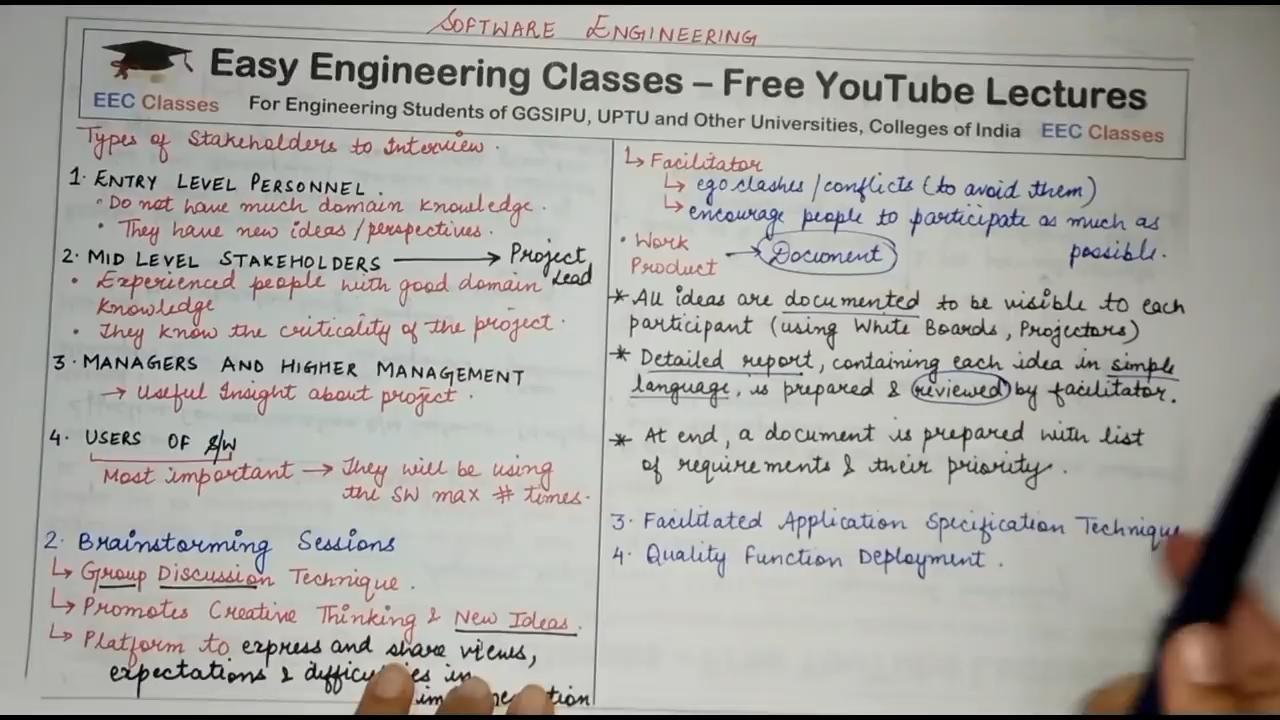 SOFTWARE ENGINEERING
Easy Engineering Classes – Free YouTube Lectures
EEC Classes For Engineering Students of GGSIPU, UPTU and Other Universities, Colleges of India EEC Classes
Types of Stakeholders to Interview.
1. ENTRY LEVEL PERSONNEL.
• Do not have much domain knowledge.
• They have new ideas/perspectives.
2. MID LEVEL STAKEHOLDERS → Project
Lead
• Experienced people with good domain
knowledge
• They know the criticality of the project.
3. MANAGERS AND HIGHER MANAGEMENT
→ Useful Insight about project.
4. USERS OF S/W
Most important → They will be using
the SW max # times.
2. Brainstorming Sessions
↳ Group Discussion Technique.
↳ Promotes Creative Thinking & New Ideas.
↳ Platform to express and share views,
expectations & in
↳ Facilitator
↳ ego clashes/conflicts (to avoid them)
↳ encourage people to participate as much as
possible.
• Work
Product → Document
* All ideas are documented to be visible to each
participant (using White Boards, Projectors)
* Detailed report, containing each idea in simple
language, is prepared & reviewed by facilitator.
* At end, a document is prepared with list
of requirements & their priority.
3. Facilitated Application Specification Technique
4. Quality Function Deployment.